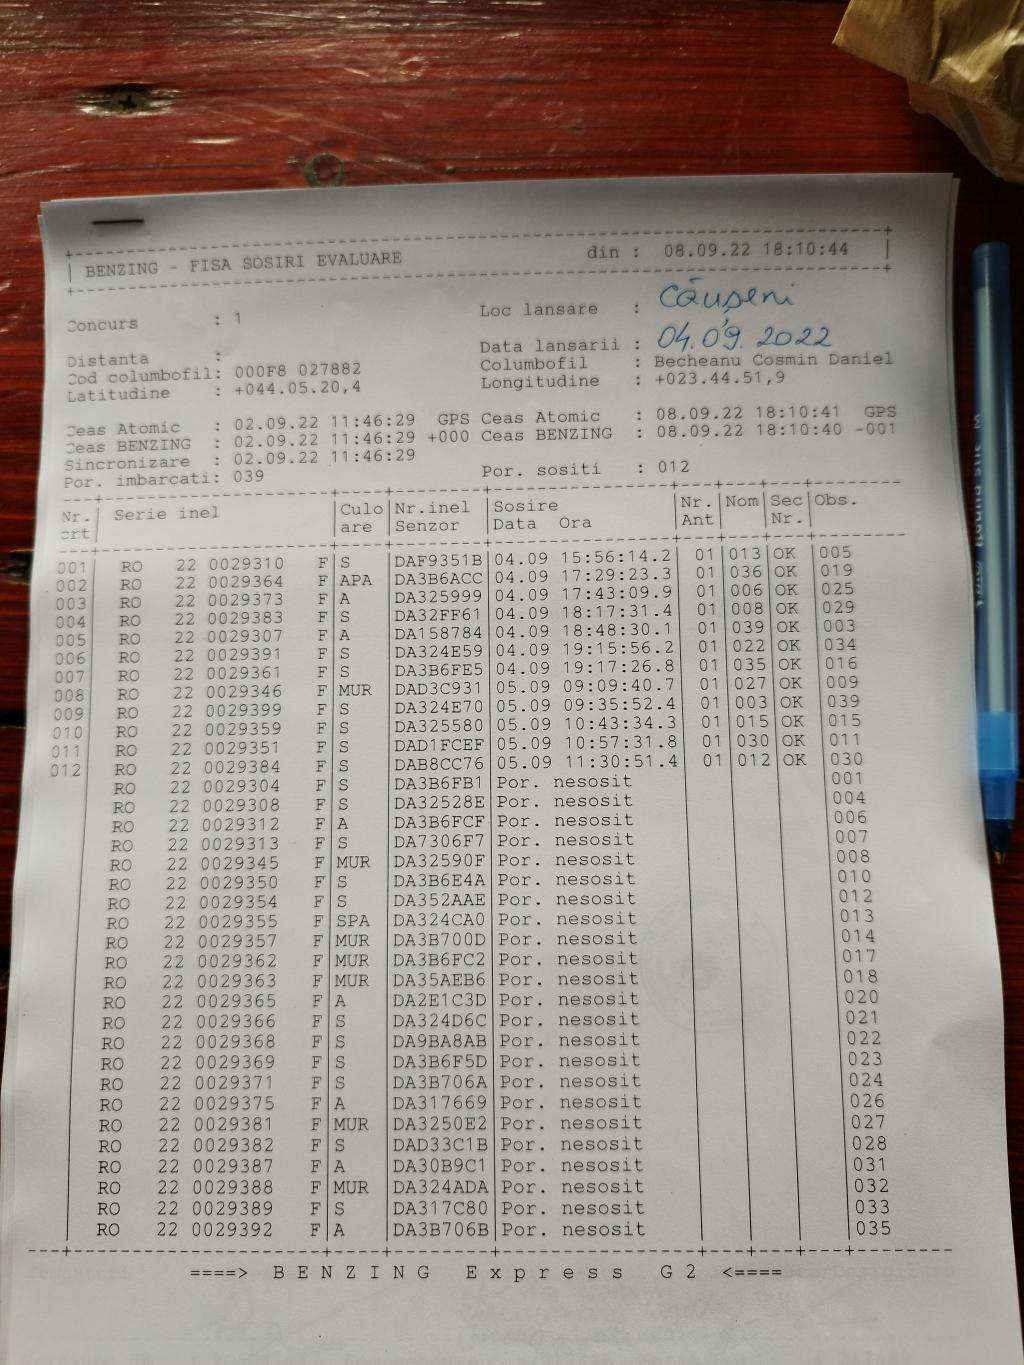 BENZING - FISA SOSIRI EVALUARE din : 08.09.22 18:10:44
Concurs : 1 Loc lansare : Căușeni
Data lansarii : 04.09.2022
Distanta : Columbofil : Becheanu Cosmin Daniel
Cod columbofil: 000F8 027882 Longitudine : +023.44.51,9
Latitudine : +044.05.20,4
Ceas Atomic : 02.09.22 11:46:29 GPS Ceas Atomic : 08.09.22 18:10:41 GPS
Ceas BENZING : 02.09.22 11:46:29 +000 Ceas BENZING : 08.09.22 18:10:40 -001
Sincronizare : 02.09.22 11:46:29
Por. imbarcati: 039 Por. sositi : 012
Nr. Serie inel Culo Nr.inel Sosire Nr. Nom Sec Obs.
crt are Senzor Data Ora Ant Nr.
001 RO 22 0029310 F S DAF9351B 04.09 15:56:14.2 01 013 OK 005
002 RO 22 0029364 F APA DA3B6ACC 04.09 17:29:23.3 01 036 OK 019
003 RO 22 0029373 F A DA325999 04.09 17:43:09.9 01 006 OK 025
004 RO 22 0029383 F S DA32FF61 04.09 18:17:31.4 01 008 OK 029
005 RO 22 0029307 F A DA158784 04.09 18:48:30.1 01 039 OK 003
006 RO 22 0029391 F S DA324E59 04.09 19:15:56.2 01 022 OK 034
007 RO 22 0029361 F S DA3B6FE5 04.09 19:17:26.8 01 035 OK 016
008 RO 22 0029346 F MUR DAD3C931 05.09 09:09:40.7 01 027 OK 009
009 RO 22 0029399 F S DA324E70 05.09 09:35:52.4 01 003 OK 039
010 RO 22 0029359 F S DA325580 05.09 10:43:34.3 01 015 OK 015
011 RO 22 0029351 F S DAD1FCEF 05.09 10:57:31.8 01 030 OK 011
012 RO 22 0029384 F S DAB8CC76 05.09 11:30:51.4 01 012 OK 030
RO 22 0029304 F S DA3B6FB1 Por. nesosit 001
RO 22 0029308 F S DA32528E Por. nesosit 004
RO 22 0029312 F A DA3B6FCF Por. nesosit 006
RO 22 0029313 F S DA7306F7 Por. nesosit 007
RO 22 0029345 F MUR DA32590F Por. nesosit 008
RO 22 0029350 F S DA3B6E4A Por. nesosit 010
RO 22 0029354 F S DA352AAE Por. nesosit 012
RO 22 0029355 F SPA DA324CA0 Por. nesosit 013
RO 22 0029357 F MUR DA3B700D Por. nesosit 014
RO 22 0029362 F MUR DA3B6FC2 Por. nesosit 017
RO 22 0029363 F MUR DA35AEB6 Por. nesosit 018
RO 22 0029365 F A DA2E1C3D Por. nesosit 020
RO 22 0029366 F S DA324D6C Por. nesosit 021
RO 22 0029368 F S DA9BA8AB Por. nesosit 022
RO 22 0029369 F S DA3B6F5D Por. nesosit 023
RO 22 0029371 F S DA3B706A Por. nesosit 024
RO 22 0029375 F A DA317669 Por. nesosit 026
RO 22 0029381 F MUR DA3250E2 Por. nesosit 027
RO 22 0029382 F S DAD33C1B Por. nesosit 028
RO 22 0029387 F A DA30B9C1 Por. nesosit 031
RO 22 0029388 F MUR DA324ADA Por. nesosit 032
RO 22 0029389 F S DA317C80 Por. nesosit 033
RO 22 0029392 F A DA3B706B Por. nesosit 035
====> BENZING Express G2 <====